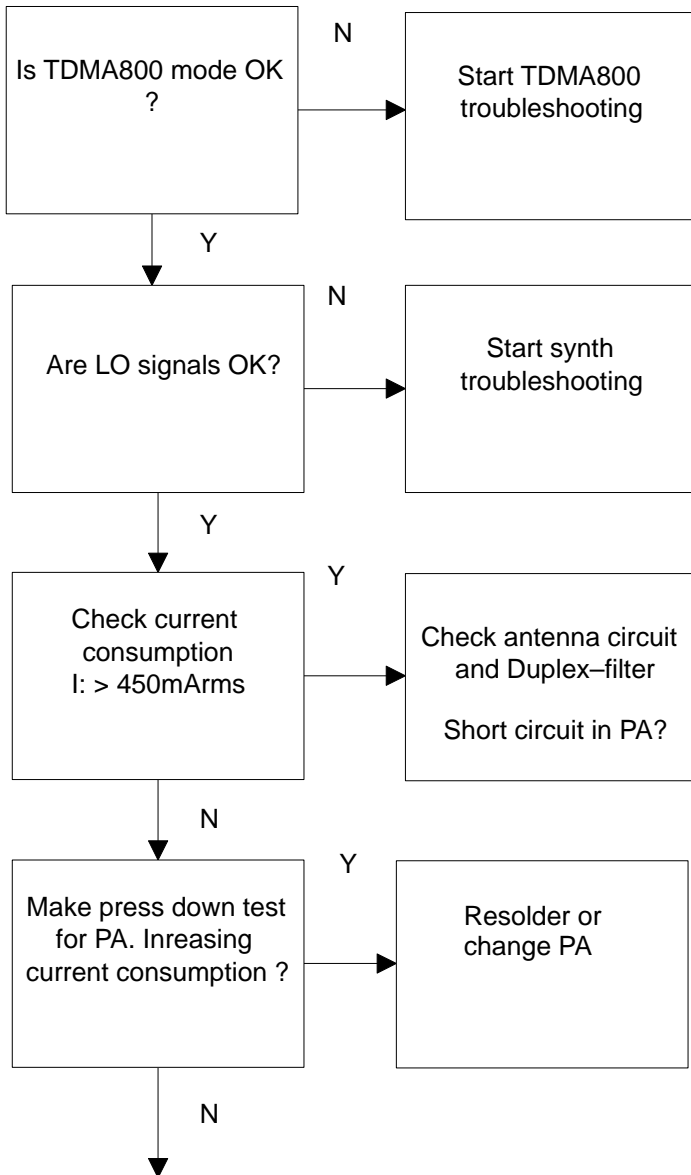 N
Is TDMA800 mode OK
?
Start TDMA800
troubleshooting
Y
N
Are LO signals OK?
Start synth
troubleshooting
Y
Y
Check current
consumption
I: > 450mArms
Check antenna circuit
and Duplex–filter
Short circuit in PA?
N
Y
Make press down test
for PA. Inreasing
current consumption ?
Resolder or
change PA
N